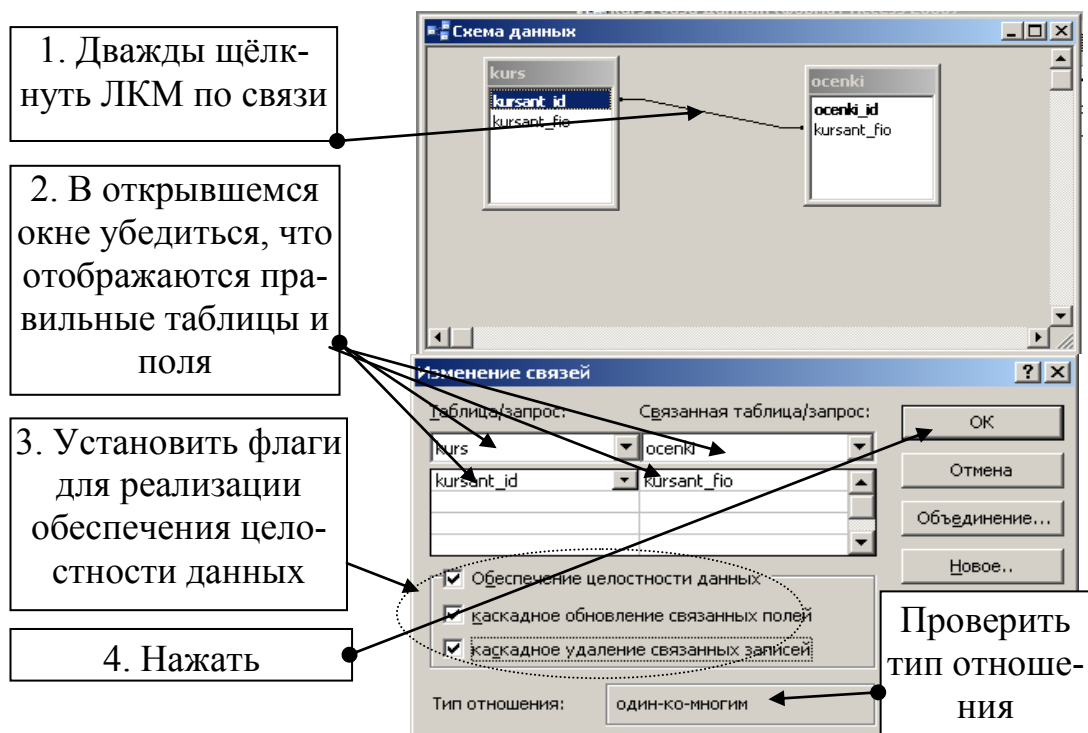 1. Дважды щёлк-
нуть ЛКМ по связи
2. В открывшемся
окне убедиться, что
отображаются пра-
вильные таблицы и
поля
3. Установить флаги
для реализации
обеспечения цело-
стности данных
4. Нажать
Схема данных
kurs
kursant_id
kursant_fio
ocenki
ocenki_id
kursant_fio
Изменение связей
Таблица/запрос:
Связанная таблица/запрос:
kurs
ocenki
kursant_id
kursant_fio
ОК
Отмена
Объединение...
Новое..
Обеспечение целостности данных
каскадное обновление связанных полей
каскадное удаление связанных записей
Тип отношения:
один-ко-многим
Проверить
тип отноше-
ния